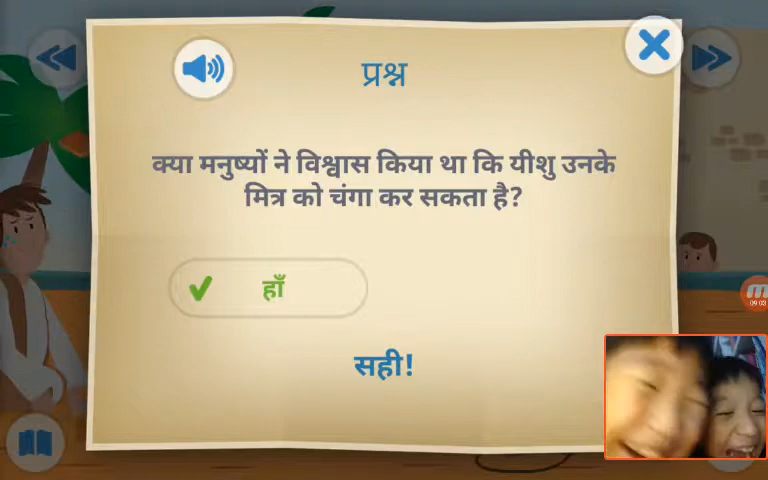 प्रश्न
क्या मनुष्यों ने विश्वास किया था कि यीशु उनके
मित्र को चंगा कर सकता है?
हाँ
सही!